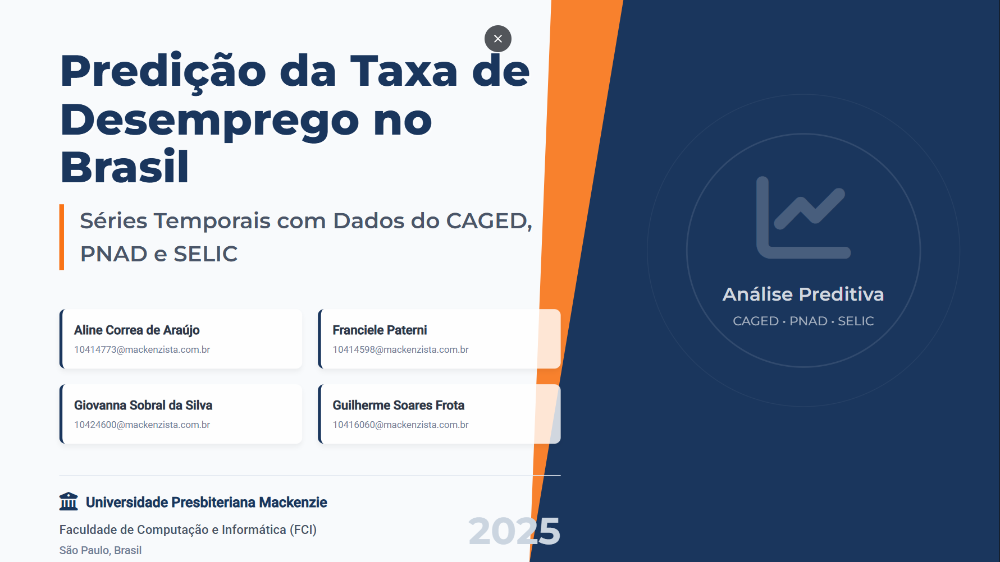 Predição da Taxa de
Desemprego no
Brasil
Séries Temporais com Dados do CAGED,
PNAD e SELIC
Aline Correa de Araújo
10414773@mackenzista.com.br
Franciele Paterni
10414598@mackenzista.com.br
Giovanna Sobral da Silva
10424600@mackenzista.com.br
Guilherme Soares Frota
10416060@mackenzista.com.br
Universidade Presbiteriana Mackenzie
Faculdade de Computação e Informática (FCI)
São Paulo, Brasil
2025
Análise Preditiva
CAGED • PNAD • SELIC